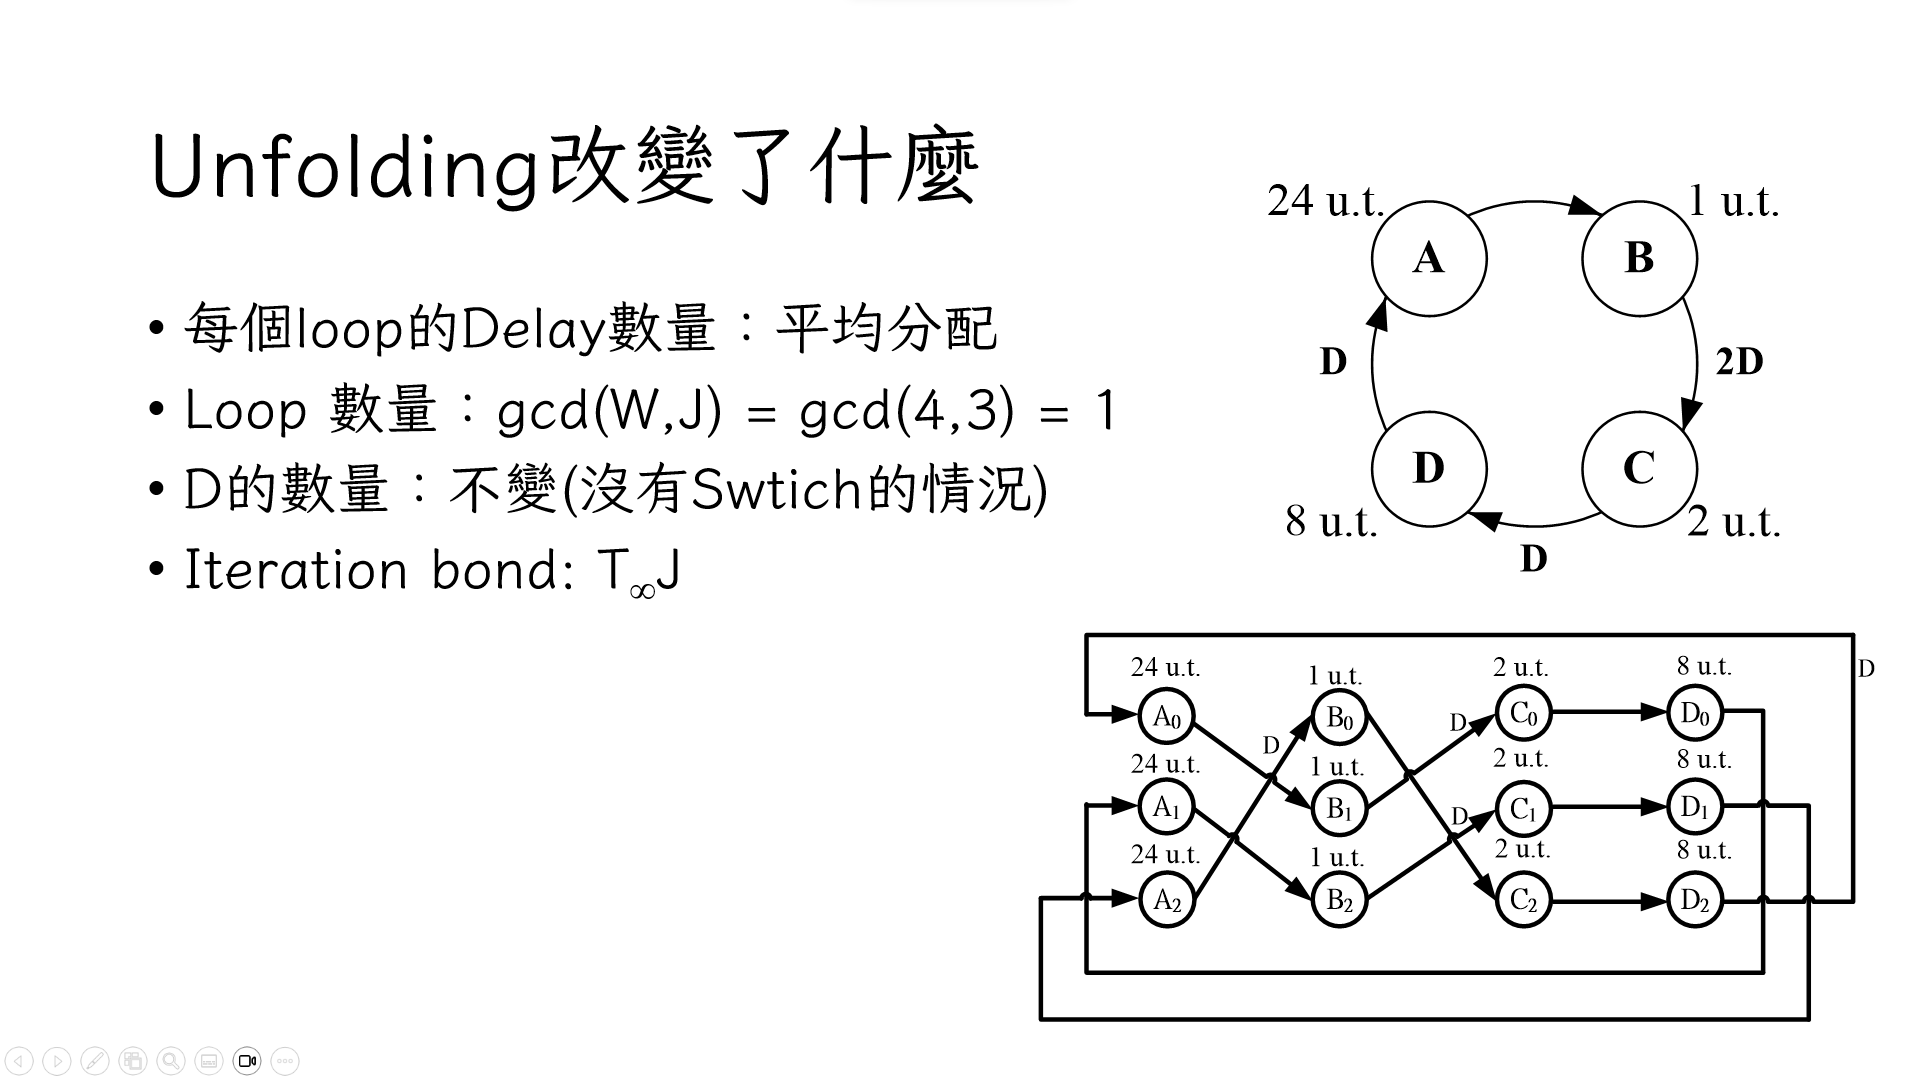 Unfolding改變了什麼
• 每個loop的Delay數量：平均分配
• Loop 數量：gcd(W,J) = gcd(4,3) = 1
• D的數量：不變(沒有Swtich的情況)
• Iteration bond: T∞J
24 u.t.
1 u.t.
A
B
D
2D
D
C
8 u.t.
2 u.t.
D
24 u.t.
1 u.t.
2 u.t.
8 u.t.
D
A0
B0
C0
D0
D
D
24 u.t.
1 u.t.
2 u.t.
8 u.t.
A1
B1
C1
D1
D
24 u.t.
1 u.t.
2 u.t.
8 u.t.
A2
B2
C2
D2